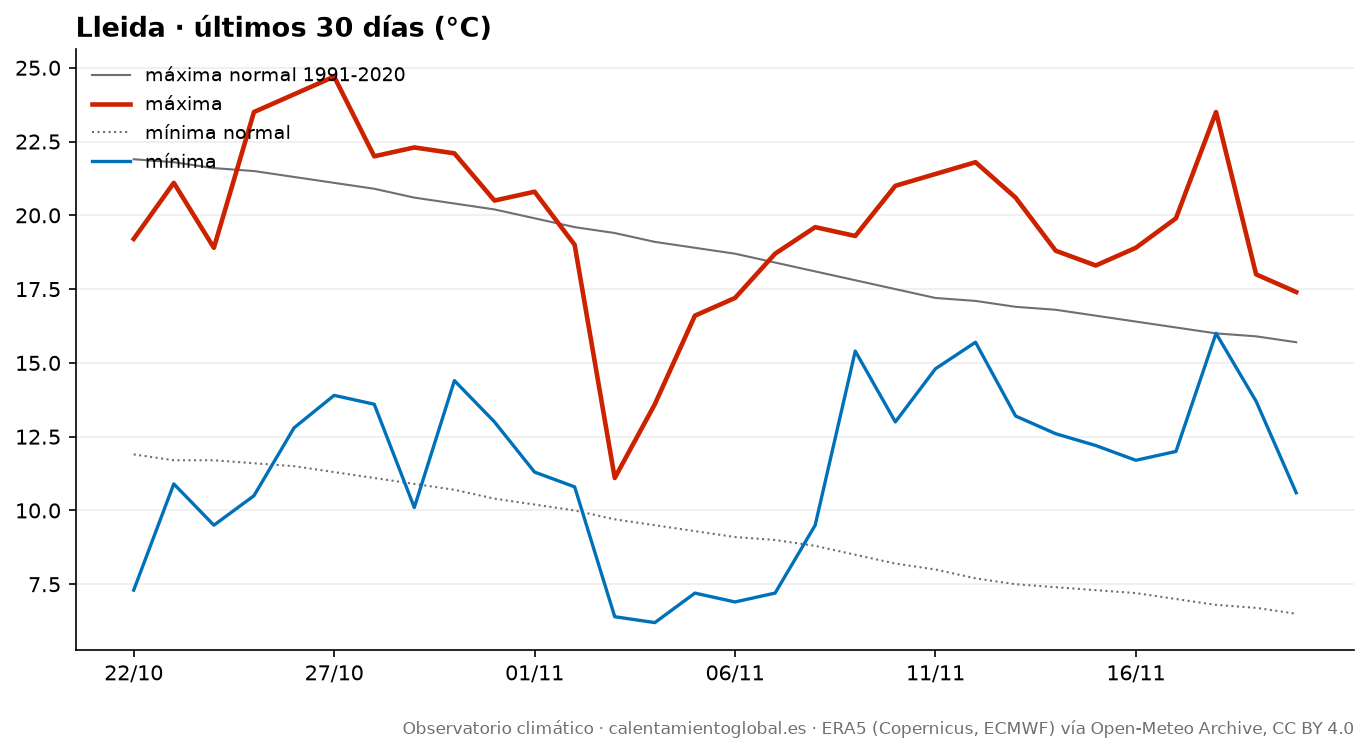 Lleida · últimos 30 días (°C)
25.0
22.5
20.0
17.5
15.0
12.5
10.0
7.5
máxima normal 1991-2020
máxima
mínima normal
mínima
22/10 27/10 01/11 06/11 11/11 16/11
Observatorio climático · calentamientoglobal.es · ERA5 (Copernicus, ECMWF) vía Open-Meteo Archive, CC BY 4.0